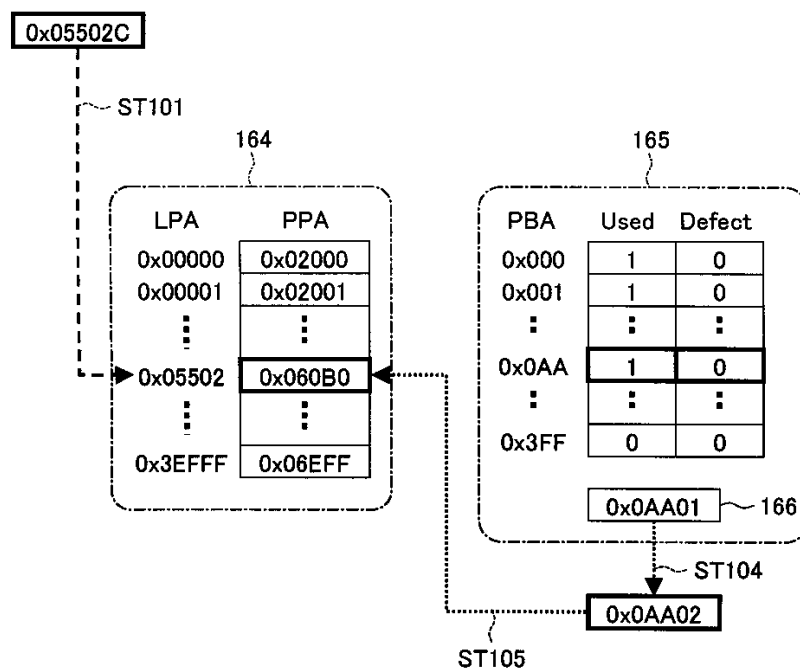 0x05502C
ST101
164
165
LPA PPA
0x00000 0x02000
0x00001 0x02001
0x05502 0x060B0
0x3EFFF 0x06EFF
PBA Used Defect
0x000 1 0
0x001 1 0
0x0AA 1 0
0x3FF 0 0
0x0AA01 166
ST104
0x0AA02
ST105